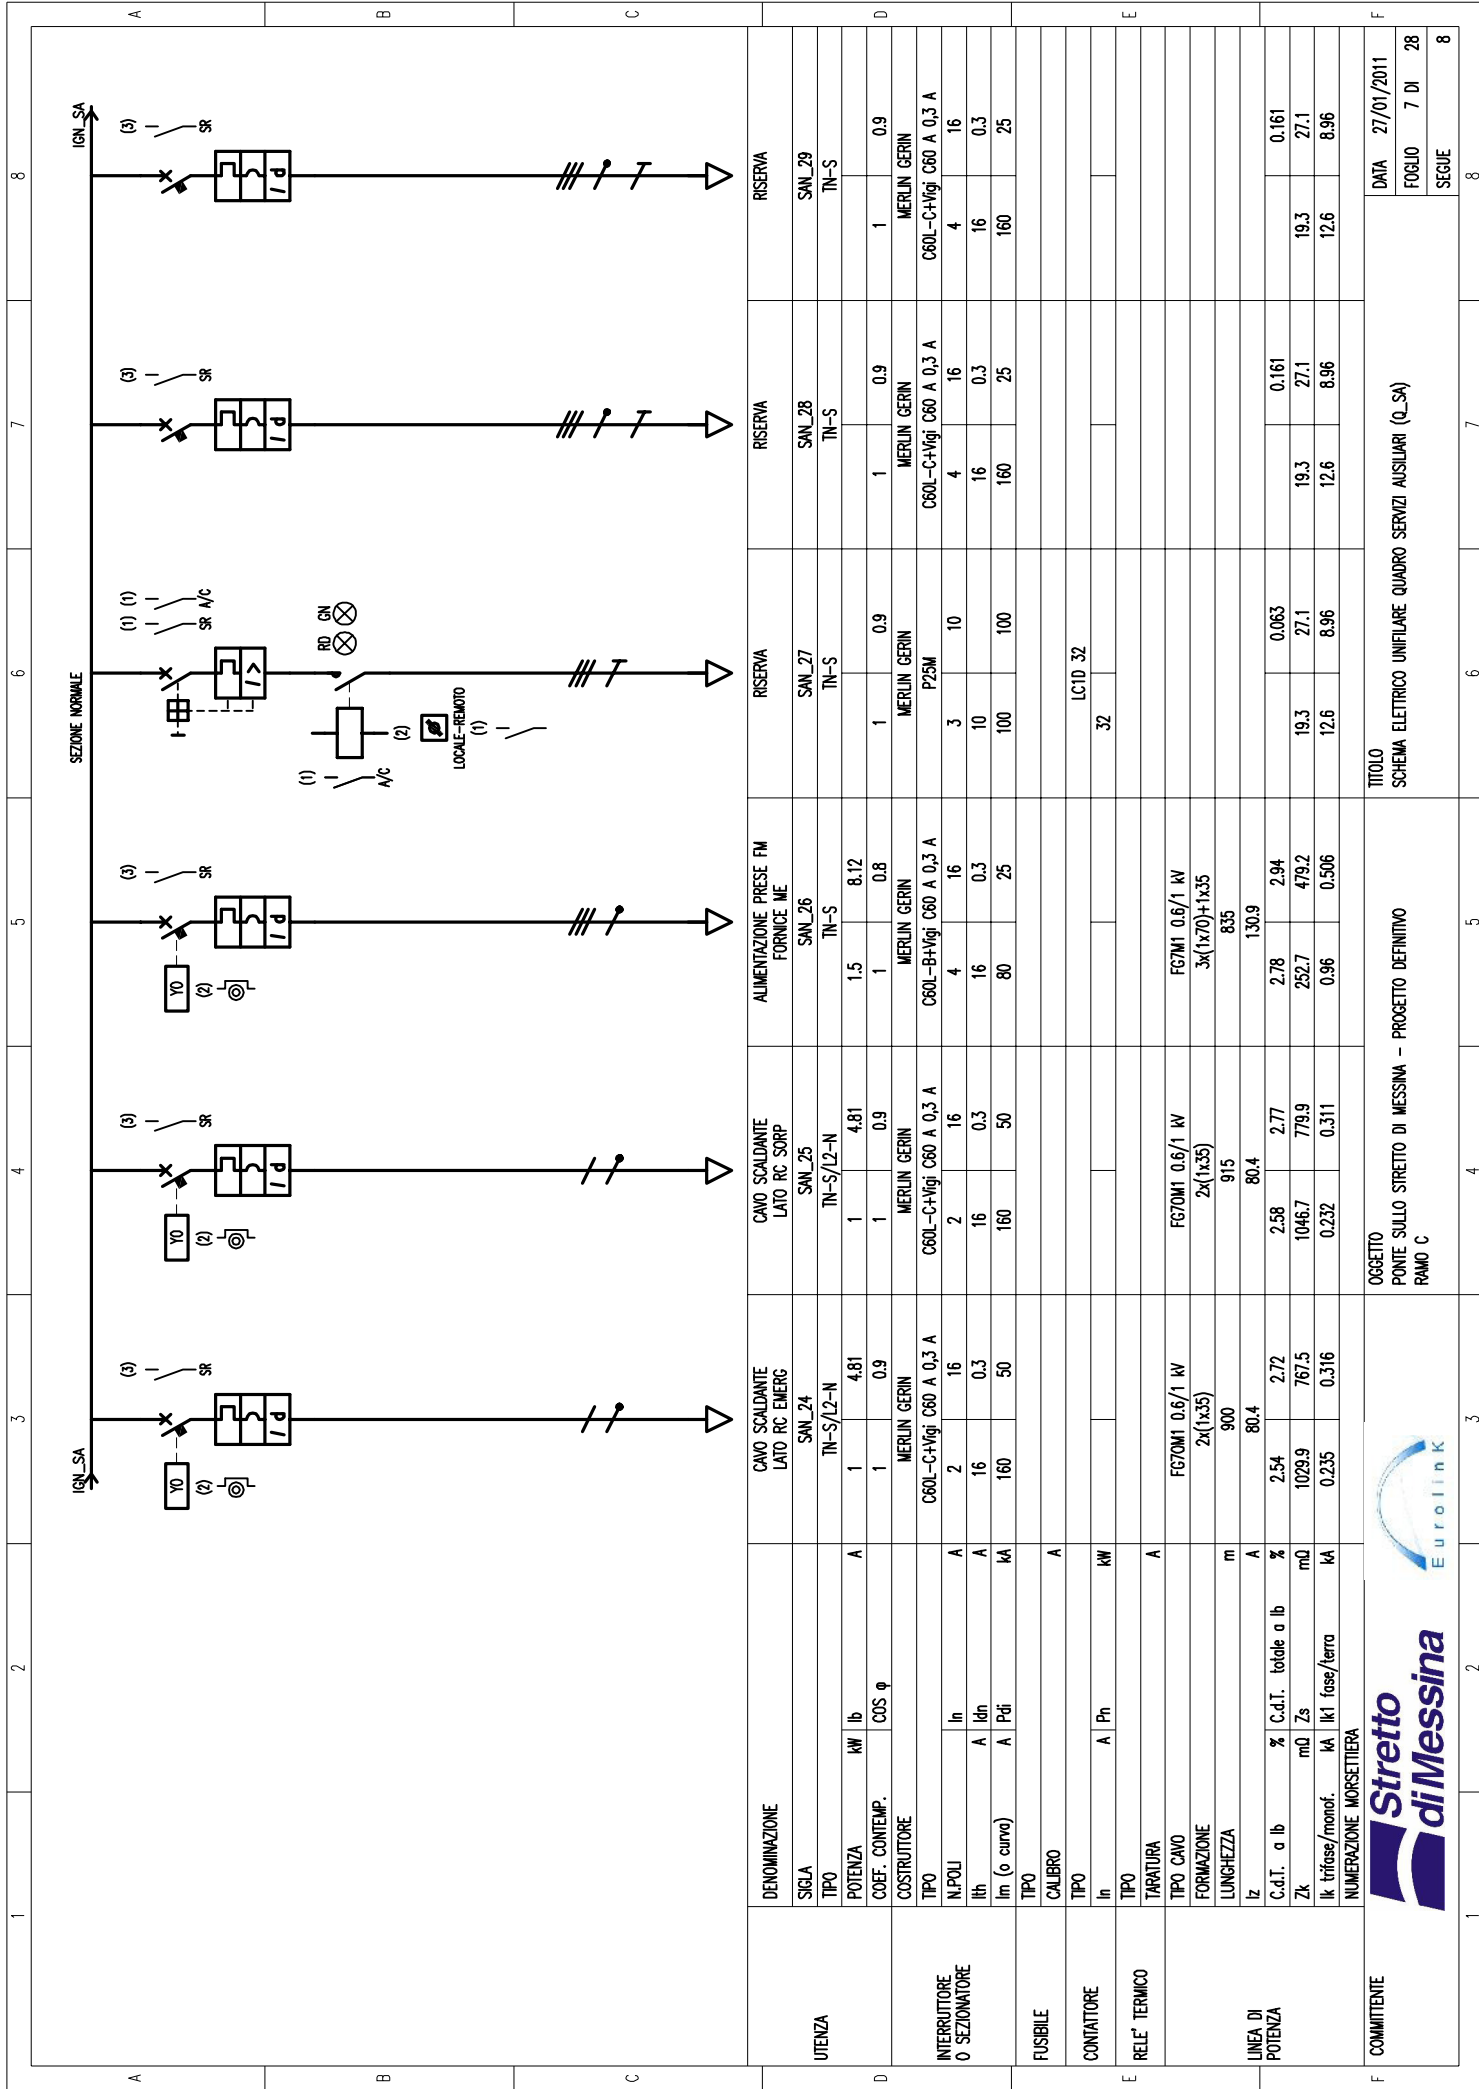 1 2 3 4 5 6 7 8
A
B
C
D
E
F
IGN_SA SEZIONE NORMALE IGN_SA
(3) SR (3) SR (3) SR (1) (1) SR A/C (3) SR (3) SR
YO (2) YO (2) YO (2)
I d I d I d I > I d I d
RD GN
(1) A/C (2)
LOCALE-REMOTO
(1)
UTENZA
DENOMINAZIONE CAVO SCALDANTE LATO RC EMERG CAVO SCALDANTE LATO RC SORP ALIMENTAZIONE PRESE FM FORNICE ME RISERVA RISERVA RISERVA
SIGLA SAN_24 SAN_25 SAN_26 SAN_27 SAN_28 SAN_29
TIPO TN-S/L2-N TN-S/L2-N TN-S TN-S TN-S TN-S
POTENZA kW Ib A 1 4.81 1 4.81 1.5 8.12
COEF. CONTEMP. COS φ 1 0.9 1 0.9 1 0.8 1 0.9 1 0.9 1 0.9
INTERRUTTORE O SEZIONATORE
COSTRUTTORE MERLIN GERIN MERLIN GERIN MERLIN GERIN MERLIN GERIN MERLIN GERIN MERLIN GERIN
TIPO C60L-C+Vigi C60 A 0,3 A C60L-C+Vigi C60 A 0,3 A C60L-B+Vigi C60 A 0,3 A P25M C60L-C+Vigi C60 A 0,3 A C60L-C+Vigi C60 A 0,3 A
N.POLI In A 2 16 2 16 4 16 3 10 4 16 4 16
Ith A Idn A 16 0.3 16 0.3 16 0.3 10 16 0.3 16 0.3
Im (o curva) A Pdi kA 160 50 160 50 80 25 100 100 160 25 160 25
FUSIBILE
TIPO
CALIBRO A
CONTATTORE
TIPO LC1D 32
In A Pn kW 32
RELE' TERMICO
TIPO
TARATURA A
LINEA DI POTENZA
TIPO CAVO FG7OM1 0.6/1 kV FG7OM1 0.6/1 kV FG7M1 0.6/1 kV
FORMAZIONE 2x(1x35) 2x(1x35) 3x(1x70)+1x35
LUNGHEZZA m 900 915 835
Iz A 80.4 80.4 130.9
C.d.T. a Ib % C.d.T. totale a Ib % 2.54 2.72 2.58 2.77 2.78 2.94 0.063 0.161 0.161
Zk mΩ Zs mΩ 1029.9 767.5 1046.7 779.9 252.7 479.2 19.3 27.1 19.3 27.1 19.3 27.1
Ik trifase/monof. kA Ik1 fase/terra kA 0.235 0.316 0.232 0.311 0.96 0.506 12.6 8.96 12.6 8.96 12.6 8.96
NUMERAZIONE MORSETTIERA
COMMITTENTE
Stretto
di Messina
Eurolink
OGGETTO
PONTE SULLO STRETTO DI MESSINA - PROGETTO DEFINITIVO
RAMO C
TITOLO
SCHEMA ELETTRICO UNIFILARE QUADRO SERVIZI AUSILIARI (Q_SA)
DATA 27/01/2011
FOGLIO 7 DI 28
SEGUE 8
1 2 3 4 5 6 7 8
A
B
C
D
E
F